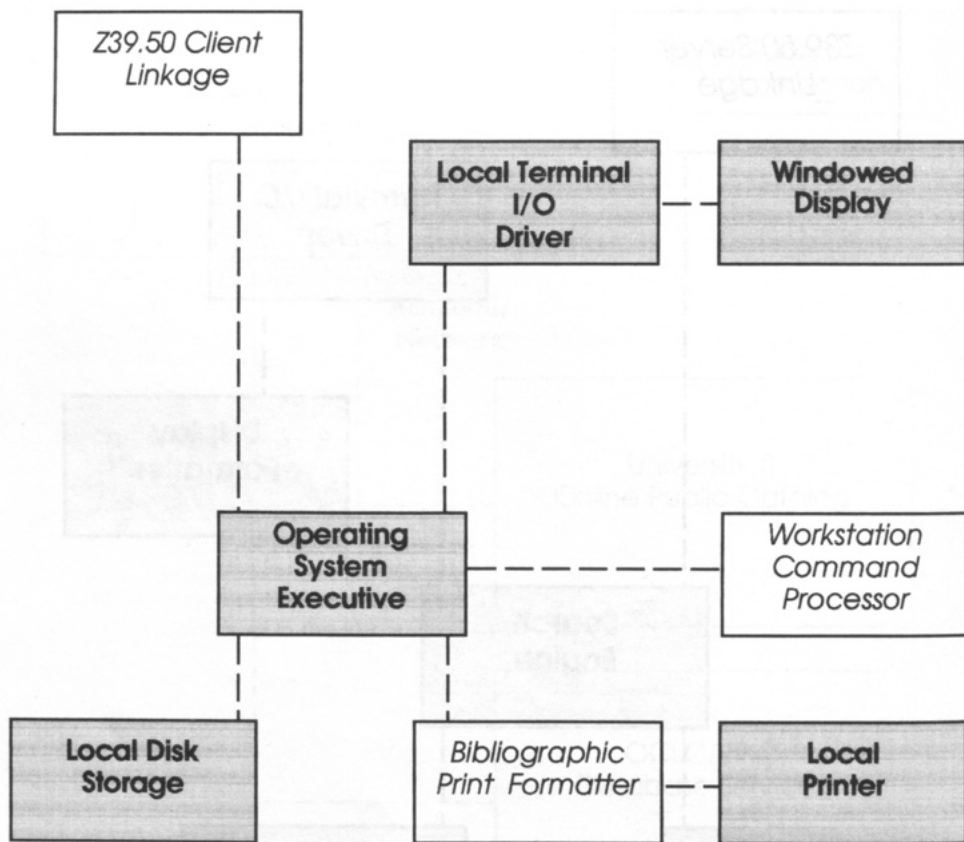 Z39.50 Client
Linkage
Local Terminal
I/O
Driver
Windowed
Display
Operating
System
Executive
Workstation
Command
Processor
Local Disk
Storage
Bibliographic
Print Formatter
Local
Printer